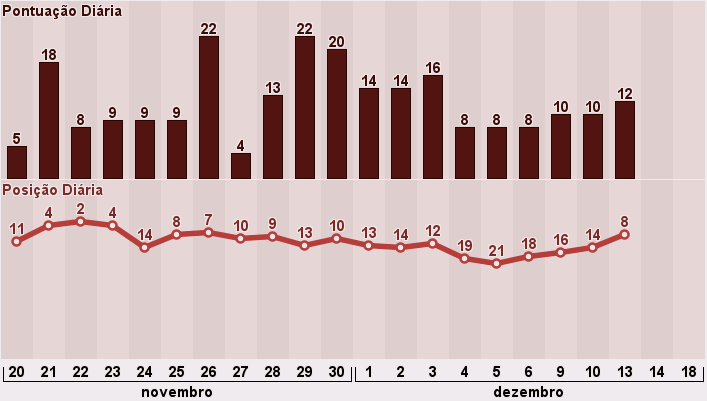 Pontuação Diária
5 18 8 9 9 9 22 4 13 22 20 14 14 16 8 8 8 10 10 12
Posição Diária
11 4 2 4 14 8 7 10 9 13 10 13 14 12 19 21 18 16 14 8
20 21 22 23 24 25 26 27 28 29 30 1 2 3 4 5 6 9 10 13 14 18
novembro dezembro